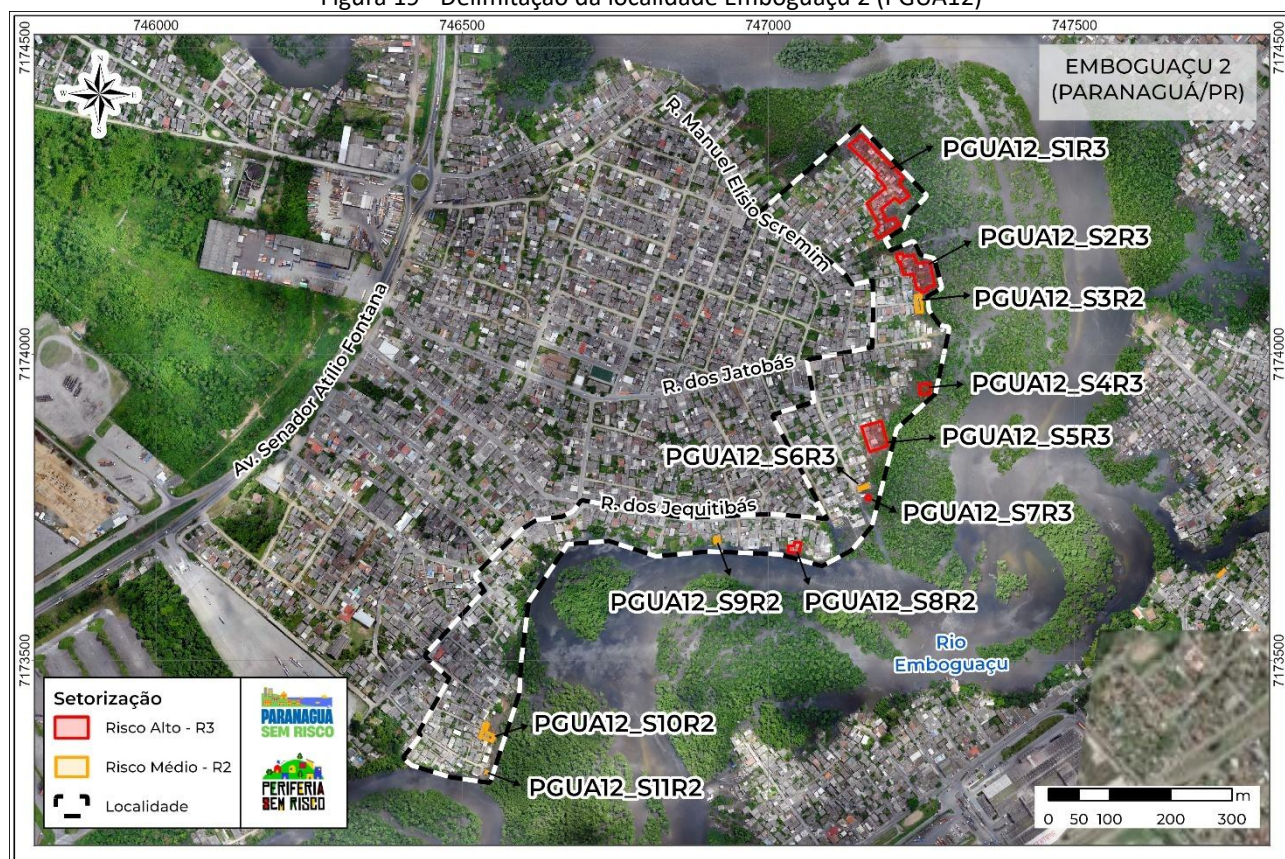 Figura 19 - Delimitação da localidade Emboguaçu 2 (PGUA12)
746000
746500
747000
747500
7174500
7174500
EMBOGUAÇU 2
(PARANAGUÁ/PR)
N
W
E
S
R. Manuel Elísio Scremim
PGUA12_S1R3
PGUA12_S2R3
PGUA12_S3R2
7174000
7174000
Av. Senador Atílio Fontana
R. dos Jatobás
PGUA12_S4R3
PGUA12_S5R3
PGUA12_S6R3
PGUA12_S7R3
R. dos Jequitibás
PGUA12_S9R2
PGUA12_S8R2
Rio
Emboguaçu
7173500
7173500
PGUA12_S10R2
PGUA12_S11R2
Setorização
Risco Alto - R3
Risco Médio - R2
Localidade
PARANAGUÁ
SEM RISCO
PERIFERIA
SEM RISCO
0 50 100 200 300 m